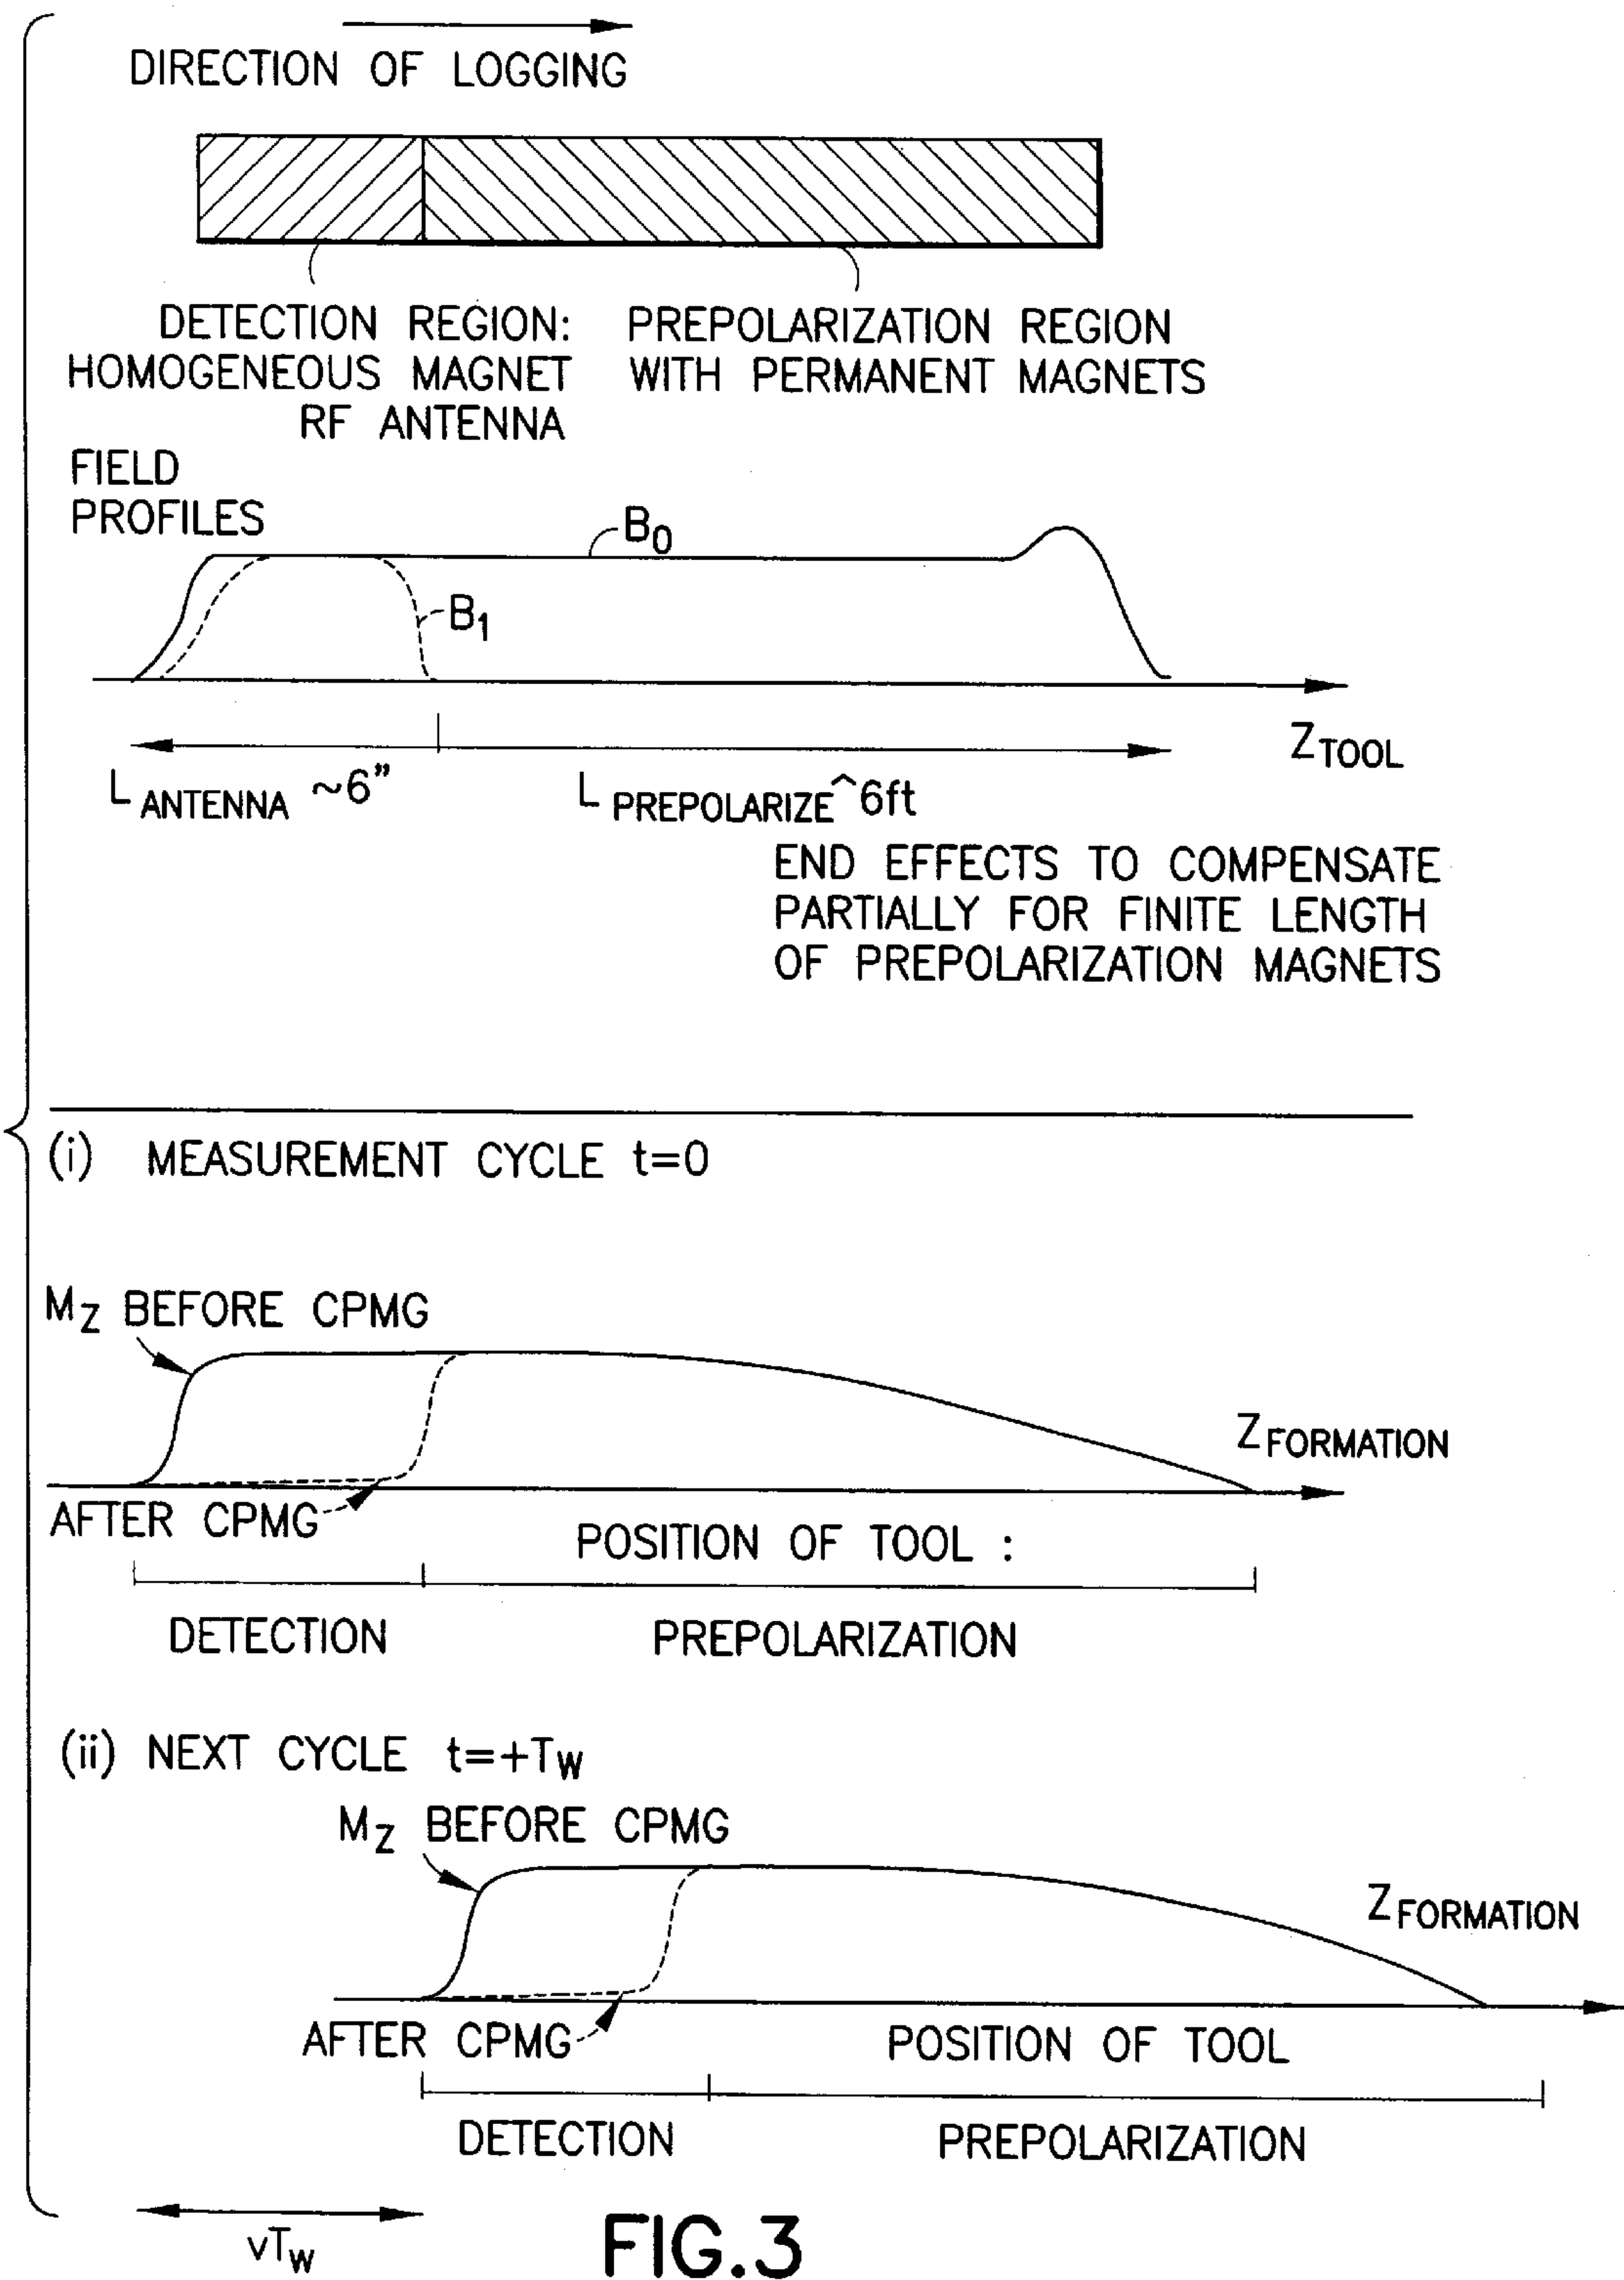 DIRECTION OF LOGGING
DETECTION REGION:
HOMOGENEOUS MAGNET
RF ANTENNA
PREPOLARIZATION REGION
WITH PERMANENT MAGNETS
FIELD
PROFILES
B0
B1
ZTOOL
L ANTENNA ~6"
L PREPOLARIZE^6ft
END EFFECTS TO COMPENSATE
PARTIALLY FOR FINITE LENGTH
OF PREPOLARIZATION MAGNETS
(i) MEASUREMENT CYCLE t=0
MZ BEFORE CPMG
ZFORMATION
AFTER CPMG
POSITION OF TOOL :
DETECTION
PREPOLARIZATION
(ii) NEXT CYCLE t=+TW
MZ BEFORE CPMG
ZFORMATION
AFTER CPMG
POSITION OF TOOL
DETECTION
PREPOLARIZATION
vTW
FIG.3